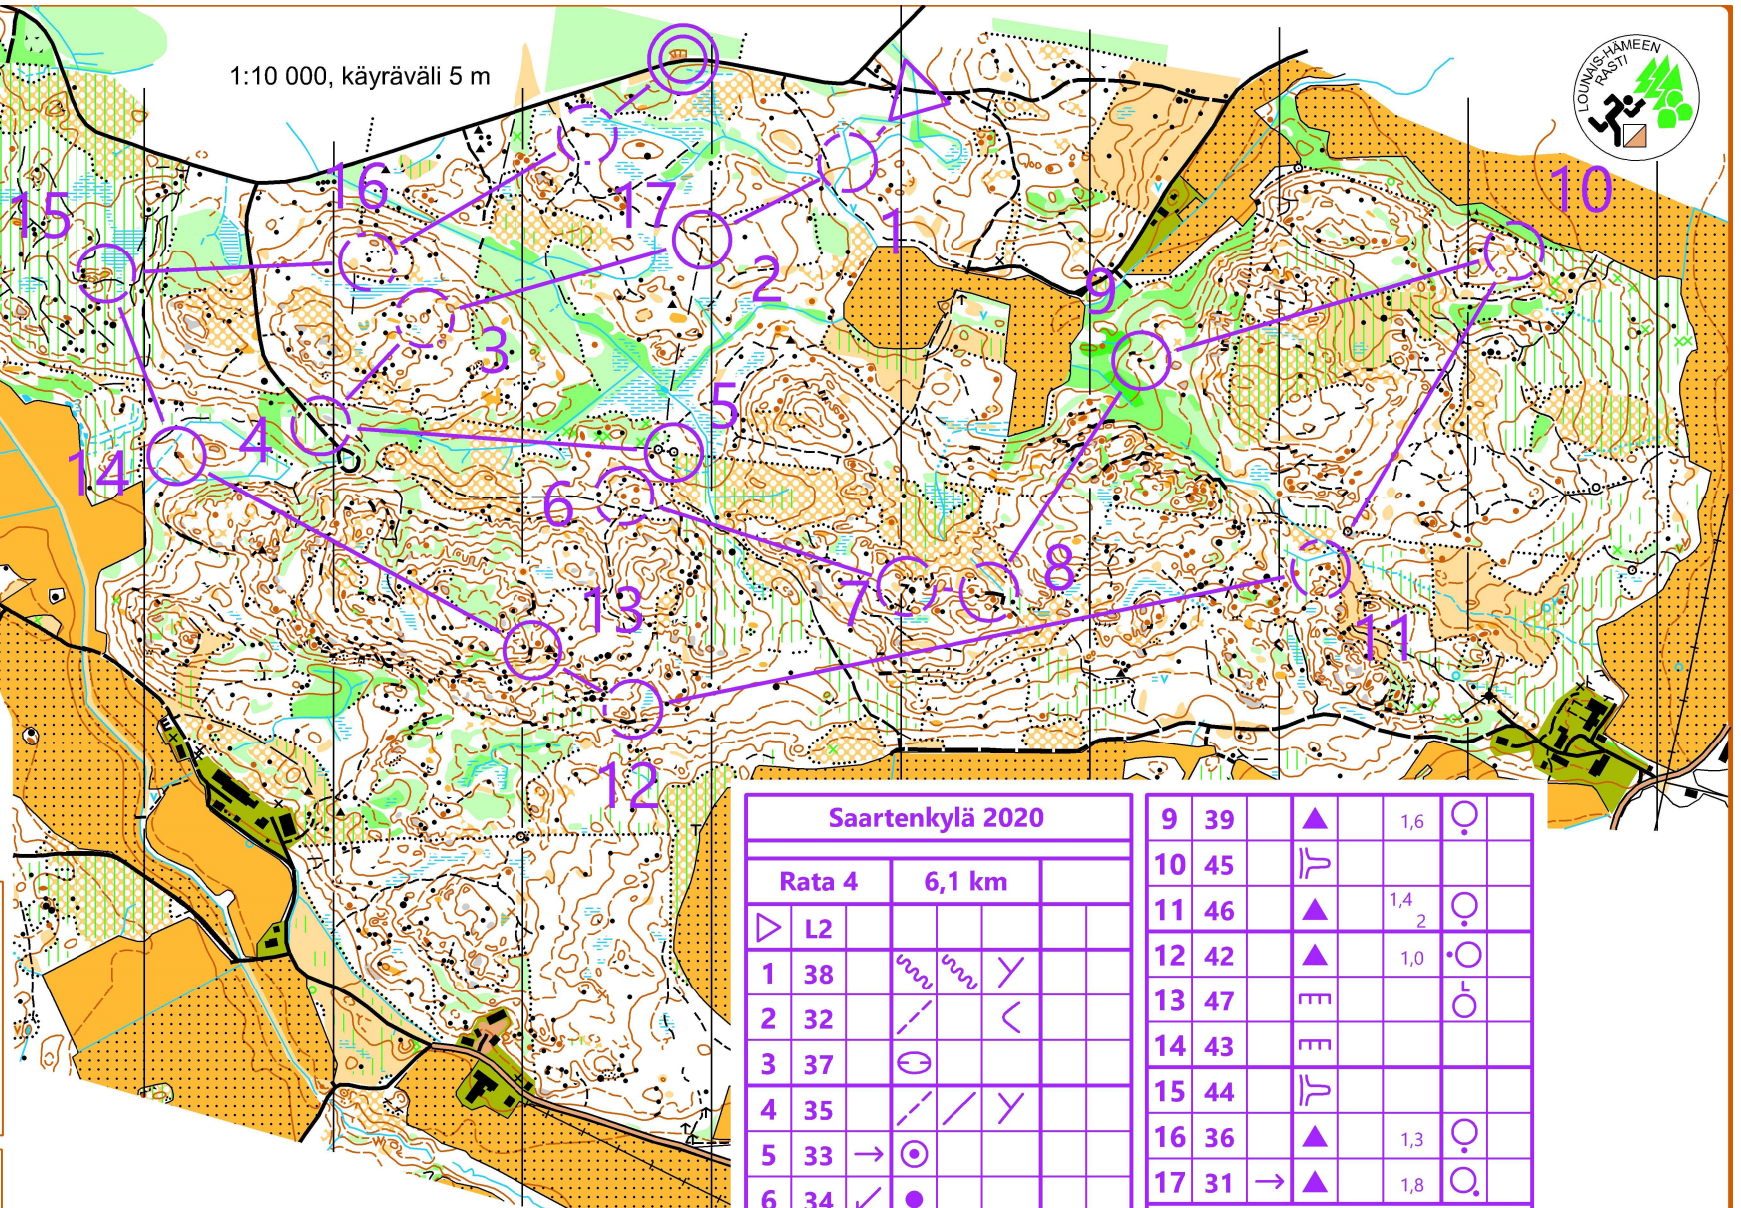 1:10 000, käyräväli 5 m
LOUNAIS-HÄMEEN
RASTI
10
16
15
17
1
2
9
3
5
4
14
6
8
7
13
11
12
Saartenkylä 2020
Rata 4 6,1 km
L2
1 38
2 32
3 37
4 35
5 33
6 34
9 39 1,6
10 45
11 46 1,4 2
12 42 1,0
13 47
14 43
15 44
16 36 1,3
17 31 1,8